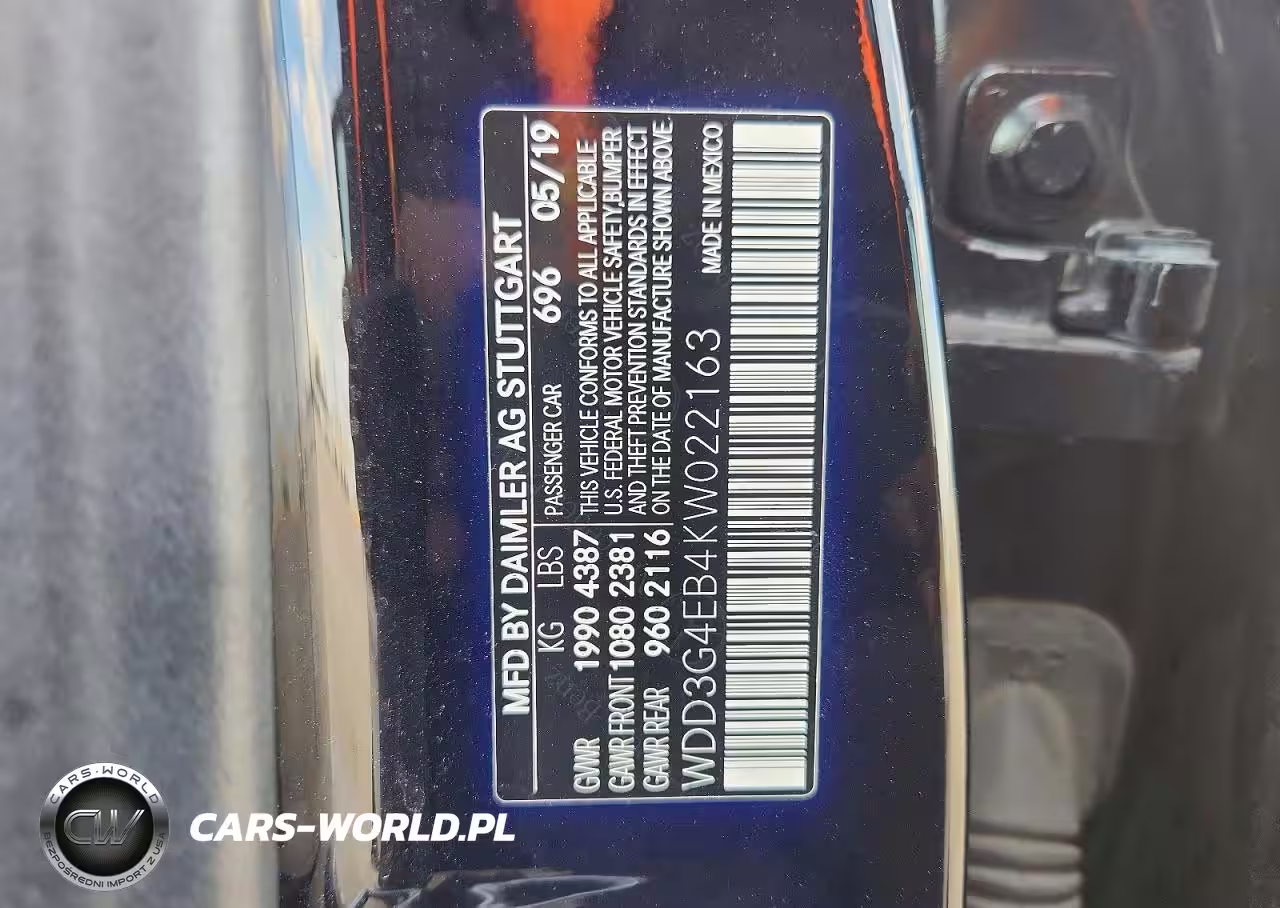 MFD BY DAIMLER AG STUTTGART
KG LBS PASSENGER CAR 696 05/19
GVWR 1990 4387
GAWR FRONT 1080 2381
GAWR REAR 960 2116
THIS VEHICLE CONFORMS TO ALL APPLICABLE
U.S. FEDERAL MOTOR VEHICLE SAFETY,BUMPER
AND THEFT PREVENTION STANDARDS IN EFFECT
ON THE DATE OF MANUFACTURE SHOWN ABOVE
WDD3G4EB4KW022163 MADE IN MEXICO
CARS-WORLD
CW
BEZPOŚREDNI IMPORT Z USA
CARS-WORLD.PL